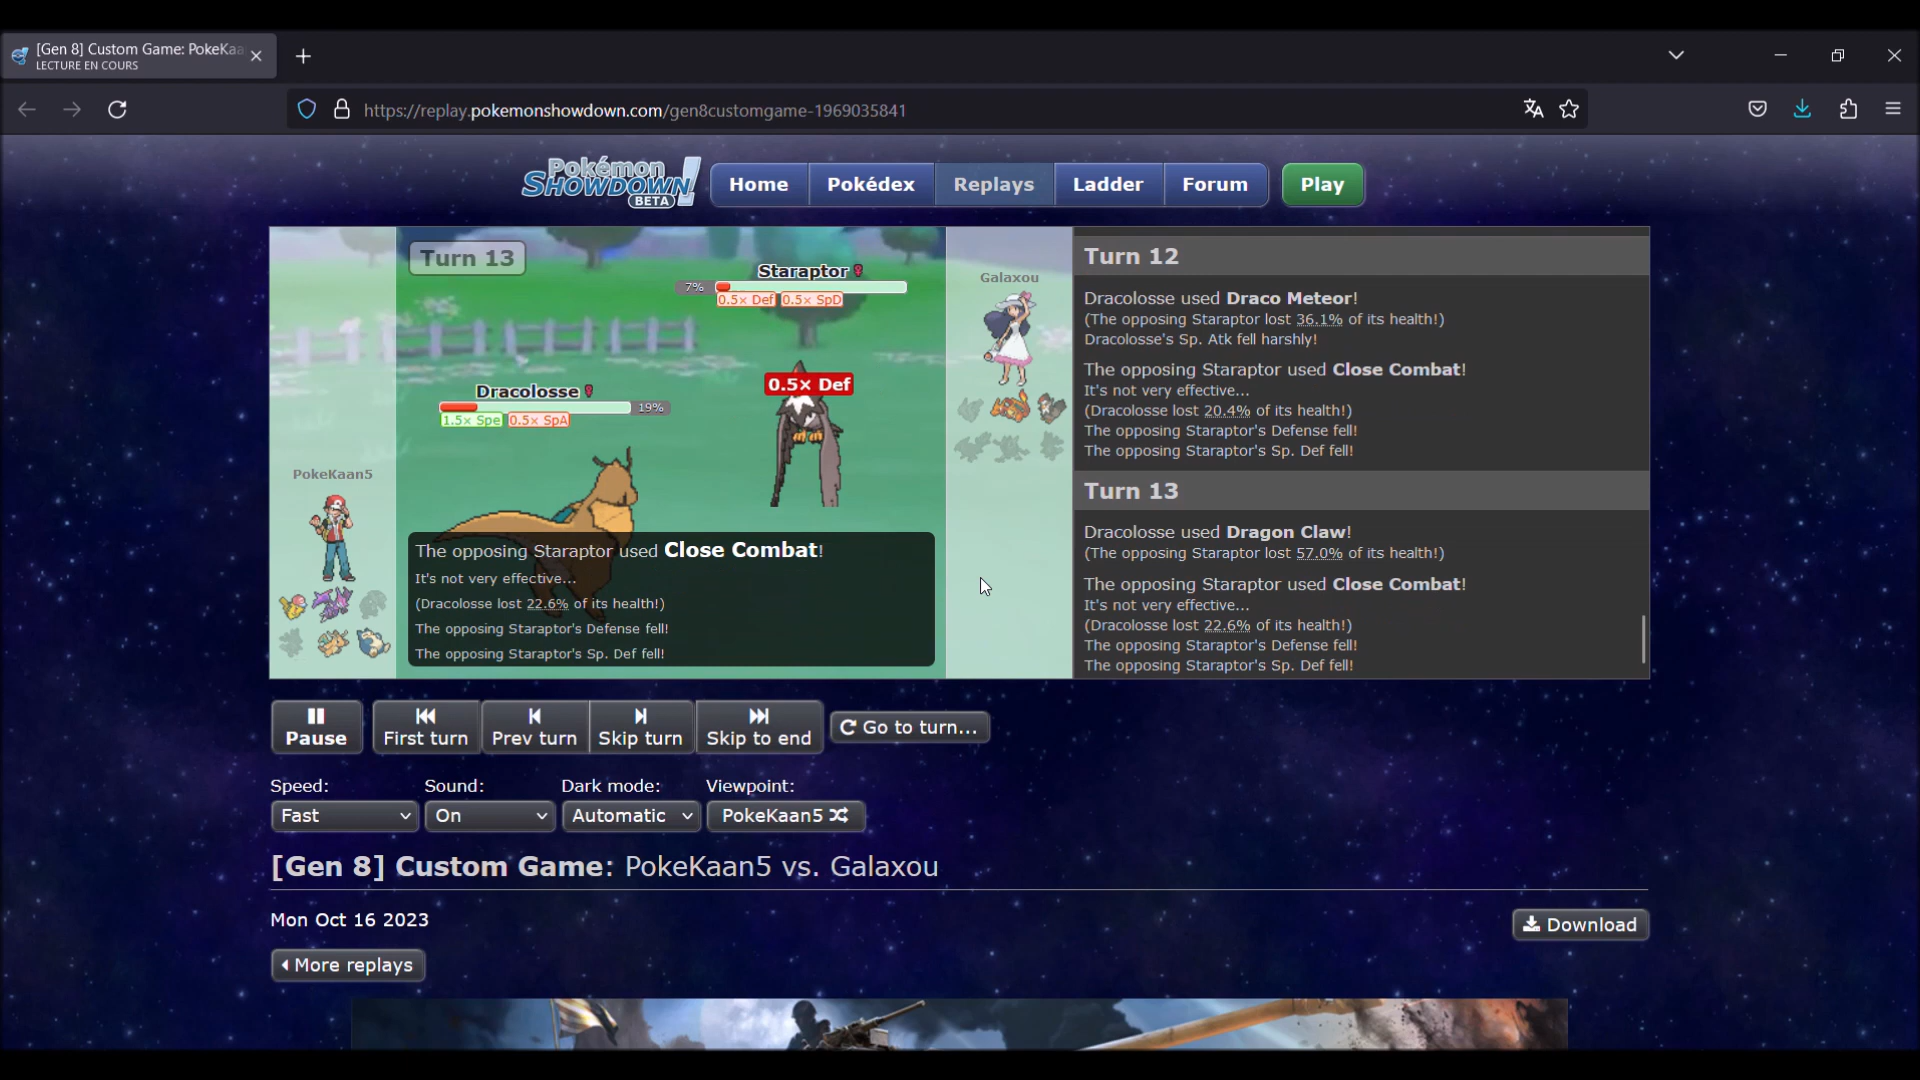 [Gen 8] Custom Game: PokeKaa
LECTURE EN COURS
https://replay.pokemonshowdown.com/gen8customgame-1969035841
Pokémon
SHOWDOWN!
BETA
Home
Pokédex
Replays
Ladder
Forum
Play
Turn 13
Staraptor
7%
0.5× Def
0.5× SpD
0.5× Def
Dracolosse
19%
1.5× Spe
0.5× SpA
PokeKaan5
Galaxou
The opposing Staraptor used Close Combat!
It's not very effective...
(Dracolosse lost 22.6% of its health!)
The opposing Staraptor's Defense fell!
The opposing Staraptor's Sp. Def fell!
Turn 12
Dracolosse used Draco Meteor!
(The opposing Staraptor lost 36.1% of its health!)
Dracolosse's Sp. Atk fell harshly!
The opposing Staraptor used Close Combat!
It's not very effective...
(Dracolosse lost 20.4% of its health!)
The opposing Staraptor's Defense fell!
The opposing Staraptor's Sp. Def fell!
Turn 13
Dracolosse used Dragon Claw!
(The opposing Staraptor lost 57.0% of its health!)
The opposing Staraptor used Close Combat!
It's not very effective...
(Dracolosse lost 22.6% of its health!)
The opposing Staraptor's Defense fell!
The opposing Staraptor's Sp. Def fell!
Pause
First turn
Prev turn
Skip turn
Skip to end
Go to turn...
Speed:
Sound:
Dark mode:
Viewpoint:
Fast
On
Automatic
PokeKaan5
[Gen 8] Custom Game: PokeKaan5 vs. Galaxou
Mon Oct 16 2023
Download
More replays